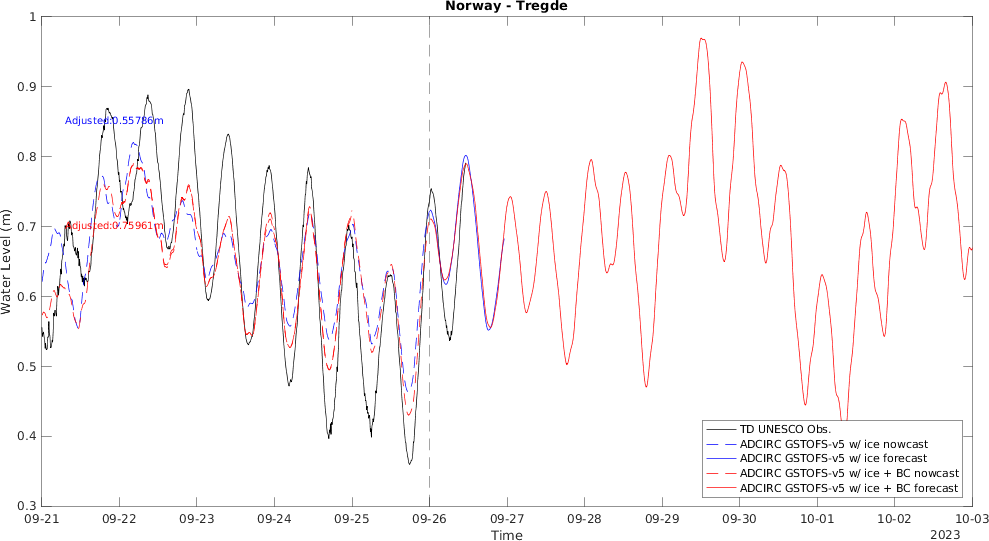 Norway - Tregde
Water Level (m)
1
0.9
0.8
0.7
0.6
0.5
0.4
0.3
Adjusted:0.55786m
Adjusted:0.75961m
TD UNESCO Obs.
ADCIRC GSTOFS-v5 w/ ice nowcast
ADCIRC GSTOFS-v5 w/ ice forecast
ADCIRC GSTOFS-v5 w/ ice + BC nowcast
ADCIRC GSTOFS-v5 w/ ice + BC forecast
09-21 09-22 09-23 09-24 09-25 09-26 09-27 09-28 09-29 09-30 10-01 10-02 10-03
Time
2023